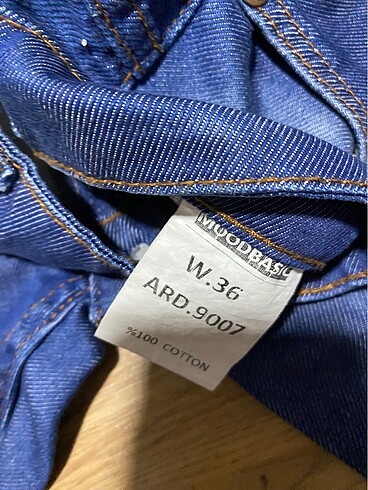 MOODBASIC
W.36
ARD.9007
%100 COTTON